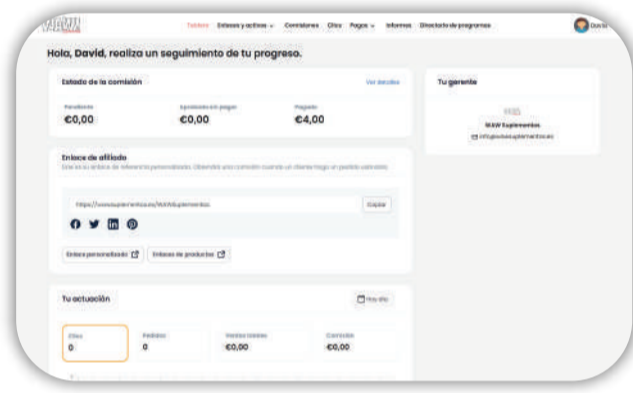 Tablero Enlaces y activos Comisiones Clics Pagos Informes Directorio de programas David
Hola, David, realiza un seguimiento de tu progreso.
Estado de la comisión Ver detalles
Pendiente Aprobado sin pagar Pagado
€0,00 €0,00 €4,00
Tu gerente
WAW Suplementos
Enlace de afiliado
Copiar
Enlace personalizado Enlaces de productos
Tu actuación
Hoy día
Clics Pedidos Ventas totales Comisión
0 0 €0,00 €0,00